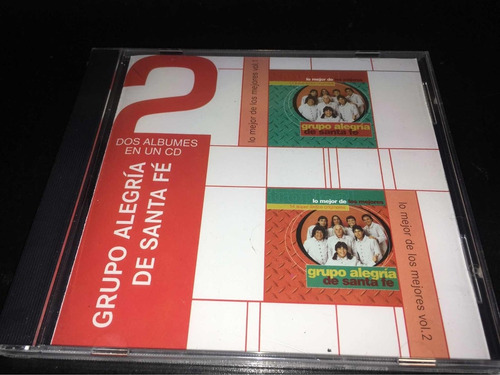 2
DOS ALBUMES
EN UN CD
GRUPO ALEGRÍA
DE SANTA FÉ
lo mejor de los mejores vol.1
lo mejor de los mejores
grupo alegría
de santa fe
lo mejor de los mejores
grupo alegría
de santa fe
lo mejor de los mejores vol.2